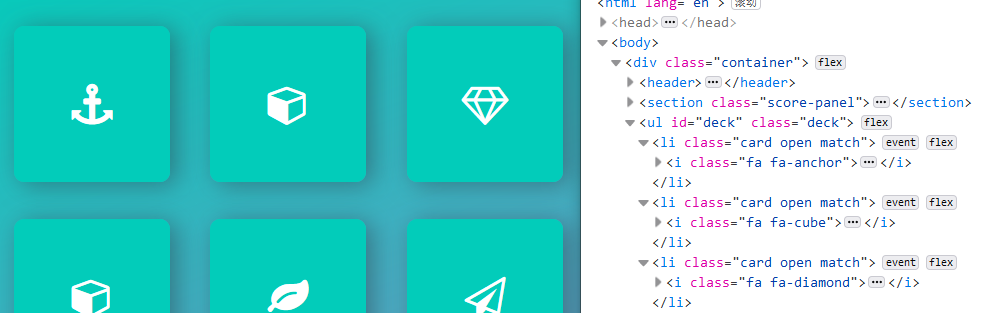 <html lang="en"> 滚动
<head>···</head>
<body>
<div class="container"> flex
<header>···</header>
<section class="score-panel">···</section>
<ul id="deck" class="deck"> flex
<li class="card open match"> event flex
<i class="fa fa-anchor">···</i>
</li>
<li class="card open match"> event flex
<i class="fa fa-cube">···</i>
</li>
<li class="card open match"> event flex
<i class="fa fa-diamond">···</i>
</li>